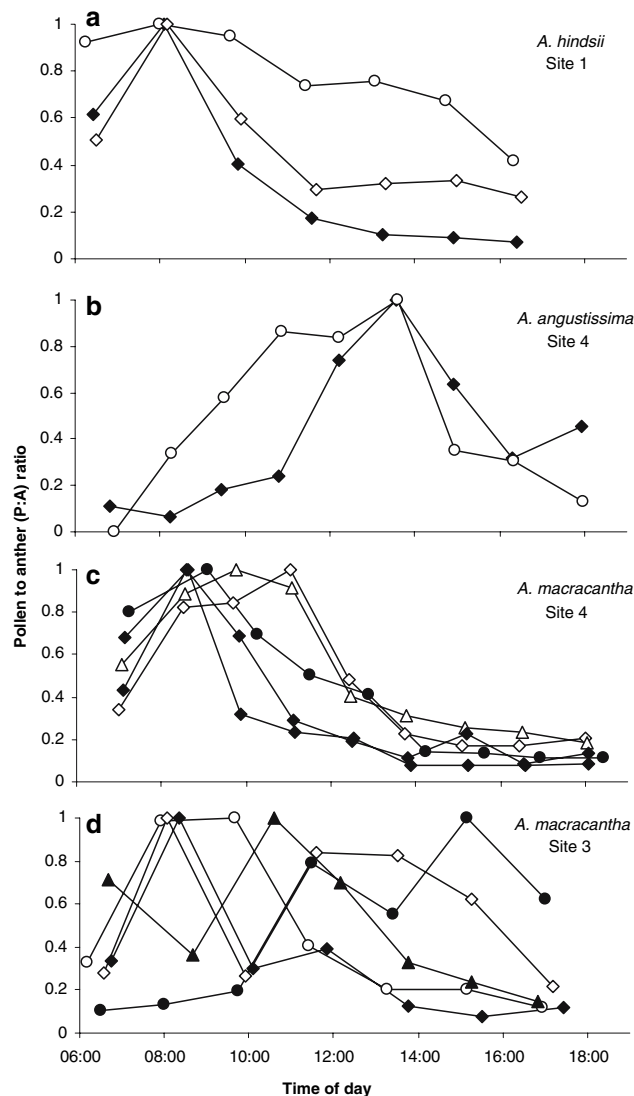 a
A. hindsii
Site 1
1
0.8
0.6
0.4
0.2
0
b
A. angustissima
Site 4
1
0.8
0.6
0.4
0.2
0
Pollen to anther (P:A) ratio
c
A. macracantha
Site 4
1
0.8
0.6
0.4
0.2
0
d
A. macracantha
Site 3
1
0.8
0.6
0.4
0.2
0
06:00 08:00 10:00 12:00 14:00 16:00 18:00
Time of day